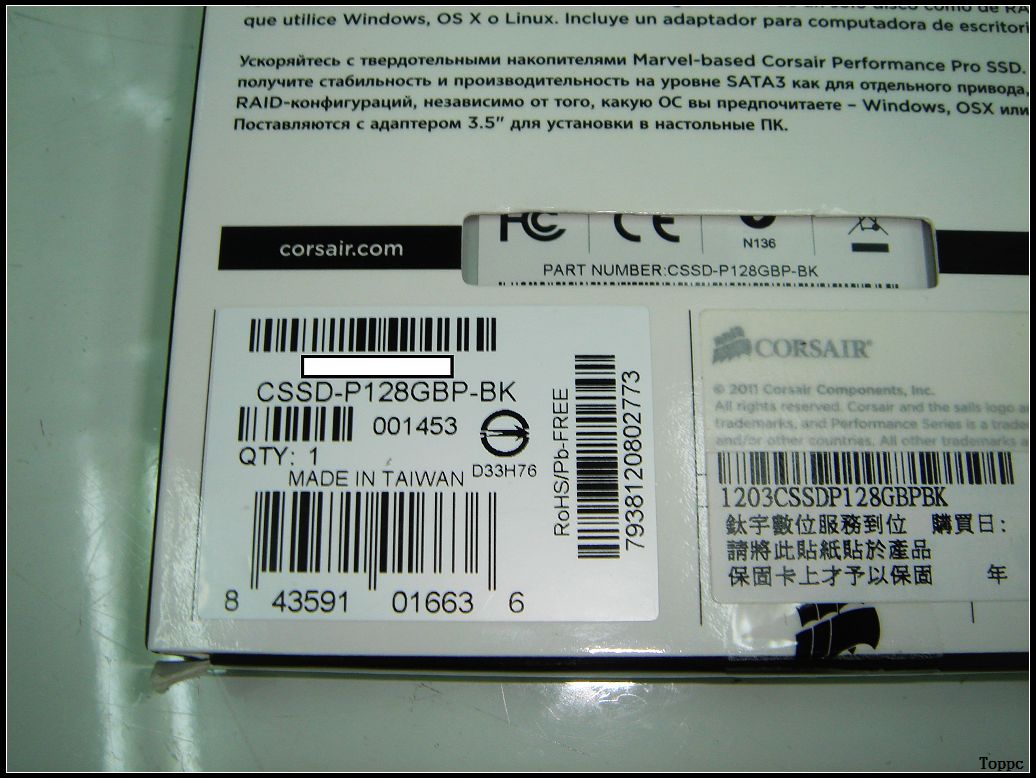 que utilice Windows, OS X o Linux. Incluye un adaptador para computadora de escritori
Ускоряйтесь с твердотельными накопителями Marvel-based Corsair Performance Pro SSD.
получите стабильность и производительность на уровне SATA3 как для отдельного привода,
RAID-конфигураций, независимо от того, какую ОС вы предпочитаете – Windows, OSX или
Поставляются с адаптером 3.5" для установки в настольные ПК.
corsair.com
FC CE N136
PART NUMBER:CSSD-P128GBP-BK
CSSD-P128GBP-BK
001453
QTY: 1
D33H76
MADE IN TAIWAN
8 43591 01663 6
RoHS/Pb-FREE
7938120802773
CORSAIR
© 2011 Corsair Components, Inc.
All rights reserved. Corsair and the sails logo a
trademarks, and Performance Series is a trade
and/or other countries. All other trademarks a
1203CSSDP128GBPBK
鈦宇數位服務到位 購買日:
請將此貼紙貼於產品
保固卡上才予以保固 年
Toppc